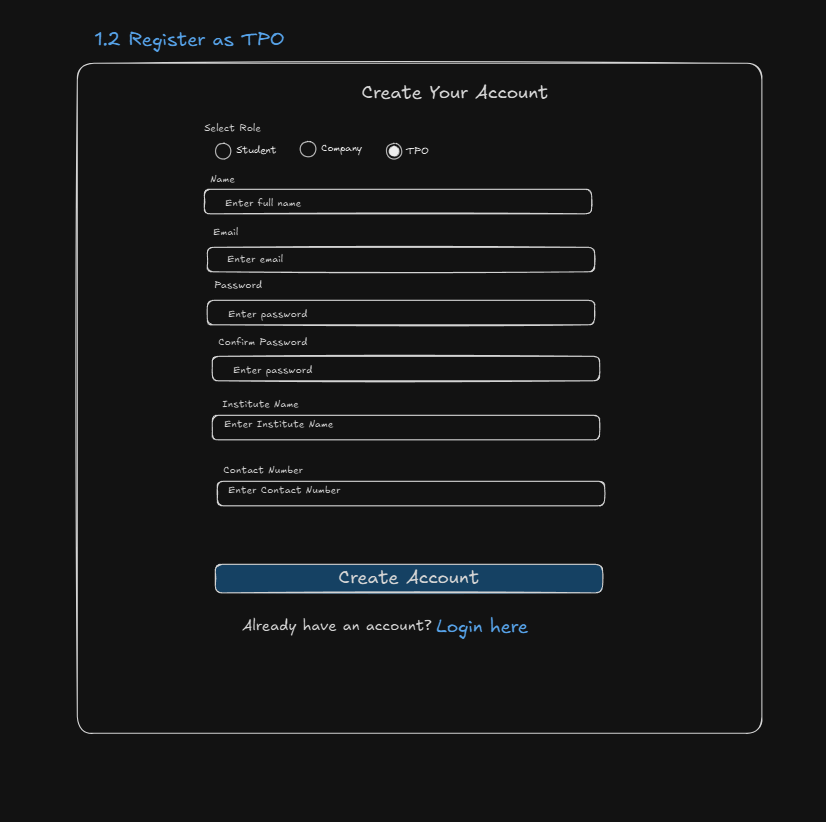 1.2 Register as TPO
Create Your Account
Select Role
Student Company TPO
Name
Enter full name
Email
Enter email
Password
Enter password
Confirm Password
Enter password
Institute Name
Enter Institute Name
Contact Number
Enter Contact Number
Create Account
Already have an account? Login here